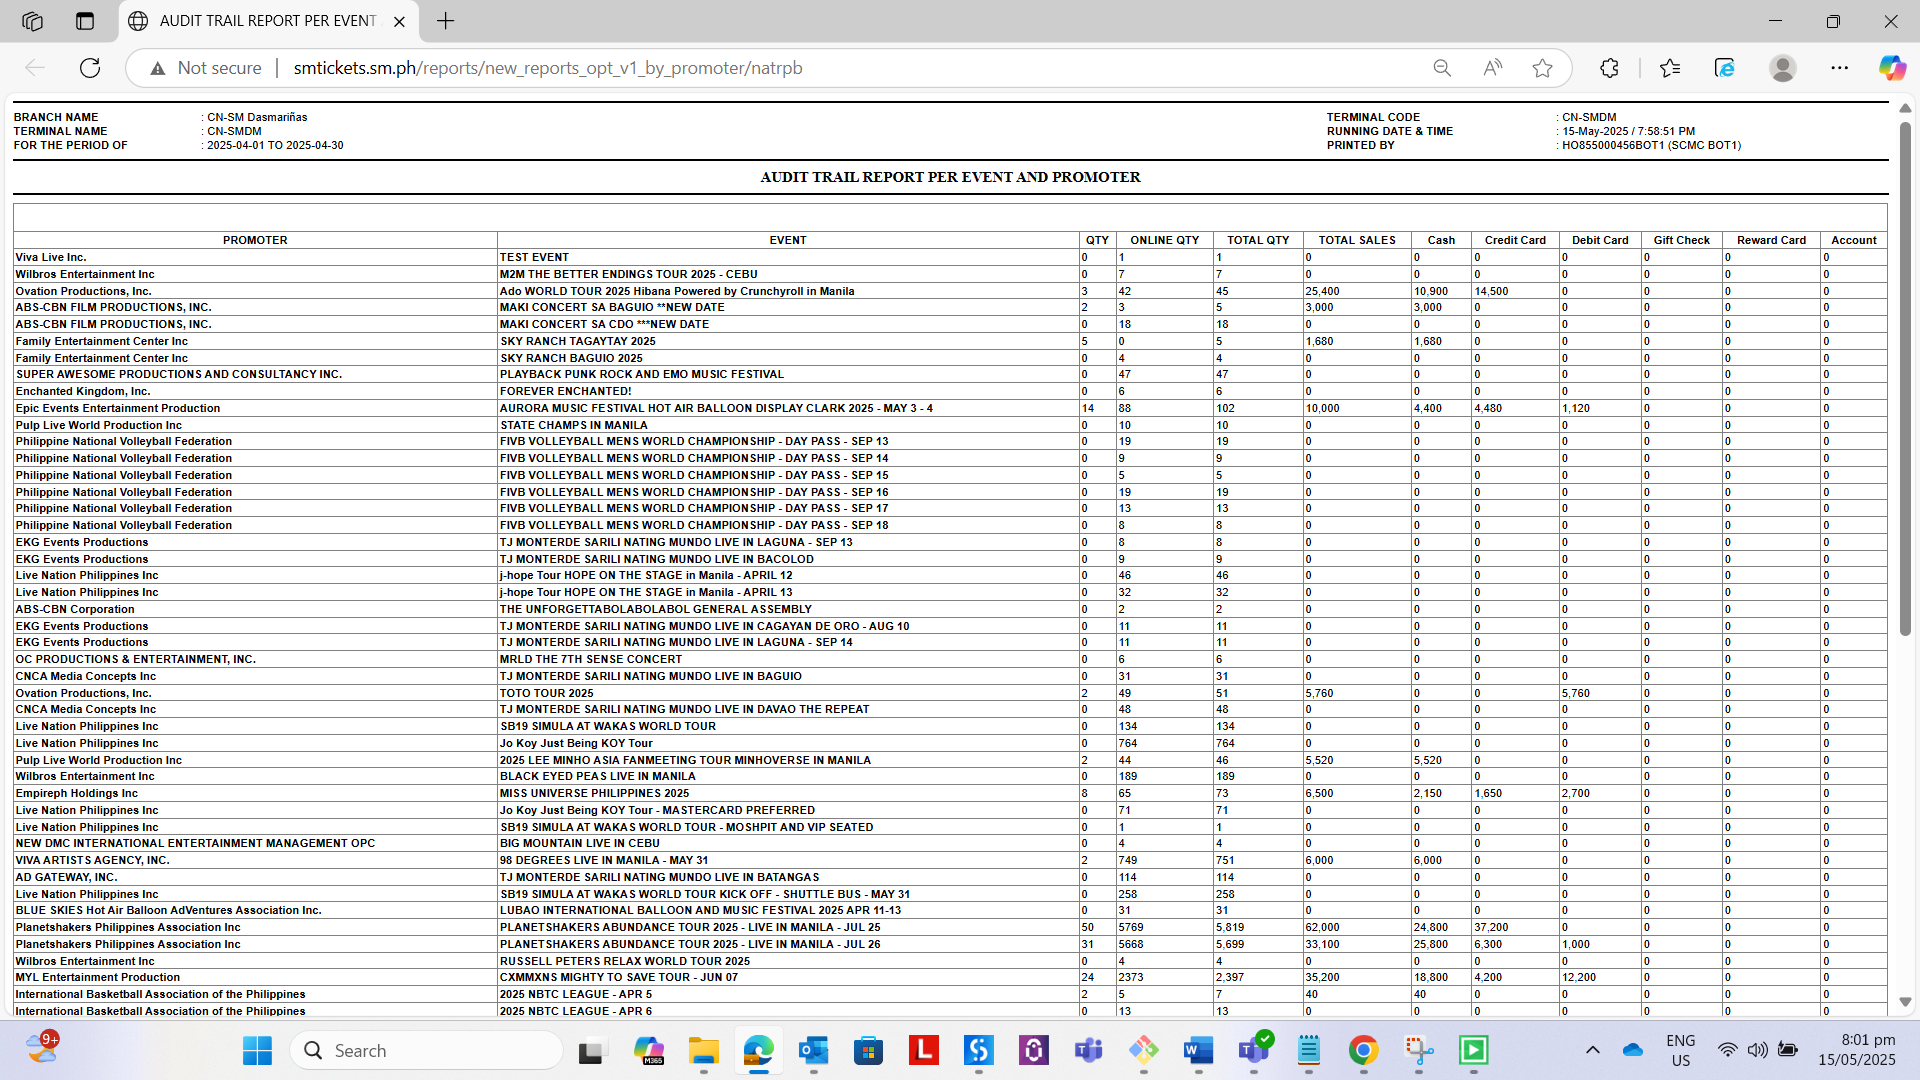 AUDIT TRAIL REPORT PER EVENT
Not secure smtickets.sm.ph/reports/new_reports_opt_v1_by_promoter/natrpb
BRANCH NAME : CN-SM Dasmariñas TERMINAL CODE : CN-SMDM
TERMINAL NAME : CN-SMDM RUNNING DATE & TIME : 15-May-2025 / 7:58:51 PM
FOR THE PERIOD OF : 2025-04-01 TO 2025-04-30 PRINTED BY : HO855000456BOT1 (SCMC BOT1)
AUDIT TRAIL REPORT PER EVENT AND PROMOTER
PROMOTER EVENT QTY ONLINE QTY TOTAL QTY TOTAL SALES Cash Credit Card Debit Card Gift Check Reward Card Account
Viva Live Inc. TEST EVENT 0 1 1 0 0 0 0 0 0 0
Wilbros Entertainment Inc M2M THE BETTER ENDINGS TOUR 2025 - CEBU 0 7 7 0 0 0 0 0 0 0
Ovation Productions, Inc. Ado WORLD TOUR 2025 Hibana Powered by Crunchyroll in Manila 3 42 45 25,400 10,900 14,500 0 0 0 0
ABS-CBN FILM PRODUCTIONS, INC. MAKI CONCERT SA BAGUIO **NEW DATE 2 3 5 3,000 3,000 0 0 0 0 0
ABS-CBN FILM PRODUCTIONS, INC. MAKI CONCERT SA CDO ***NEW DATE 0 18 18 0 0 0 0 0 0 0
Family Entertainment Center Inc SKY RANCH TAGAYTAY 2025 5 0 5 1,680 1,680 0 0 0 0 0
Family Entertainment Center Inc SKY RANCH BAGUIO 2025 0 4 4 0 0 0 0 0 0 0
SUPER AWESOME PRODUCTIONS AND CONSULTANCY INC. PLAYBACK PUNK ROCK AND EMO MUSIC FESTIVAL 0 47 47 0 0 0 0 0 0 0
Enchanted Kingdom, Inc. FOREVER ENCHANTED! 0 6 6 0 0 0 0 0 0 0
Epic Events Entertainment Production AURORA MUSIC FESTIVAL HOT AIR BALLOON DISPLAY CLARK 2025 - MAY 3 - 4 14 88 102 10,000 4,400 4,480 1,120 0 0 0
Pulp Live World Production Inc STATE CHAMPS IN MANILA 0 10 10 0 0 0 0 0 0 0
Philippine National Volleyball Federation FIVB VOLLEYBALL MENS WORLD CHAMPIONSHIP - DAY PASS - SEP 13 0 19 19 0 0 0 0 0 0 0
Philippine National Volleyball Federation FIVB VOLLEYBALL MENS WORLD CHAMPIONSHIP - DAY PASS - SEP 14 0 9 9 0 0 0 0 0 0 0
Philippine National Volleyball Federation FIVB VOLLEYBALL MENS WORLD CHAMPIONSHIP - DAY PASS - SEP 15 0 5 5 0 0 0 0 0 0 0
Philippine National Volleyball Federation FIVB VOLLEYBALL MENS WORLD CHAMPIONSHIP - DAY PASS - SEP 16 0 19 19 0 0 0 0 0 0 0
Philippine National Volleyball Federation FIVB VOLLEYBALL MENS WORLD CHAMPIONSHIP - DAY PASS - SEP 17 0 13 13 0 0 0 0 0 0 0
Philippine National Volleyball Federation FIVB VOLLEYBALL MENS WORLD CHAMPIONSHIP - DAY PASS - SEP 18 0 8 8 0 0 0 0 0 0 0
EKG Events Productions TJ MONTERDE SARILI NATING MUNDO LIVE IN LAGUNA - SEP 13 0 8 8 0 0 0 0 0 0 0
EKG Events Productions TJ MONTERDE SARILI NATING MUNDO LIVE IN BACOLOD 0 9 9 0 0 0 0 0 0 0
Live Nation Philippines Inc j-hope Tour HOPE ON THE STAGE in Manila - APRIL 12 0 46 46 0 0 0 0 0 0 0
Live Nation Philippines Inc j-hope Tour HOPE ON THE STAGE in Manila - APRIL 13 0 32 32 0 0 0 0 0 0 0
ABS-CBN Corporation THE UNFORGETTABOLABOLABOL GENERAL ASSEMBLY 0 2 2 0 0 0 0 0 0 0
EKG Events Productions TJ MONTERDE SARILI NATING MUNDO LIVE IN CAGAYAN DE ORO - AUG 10 0 11 11 0 0 0 0 0 0 0
EKG Events Productions TJ MONTERDE SARILI NATING MUNDO LIVE IN LAGUNA - SEP 14 0 11 11 0 0 0 0 0 0 0
OC PRODUCTIONS & ENTERTAINMENT, INC. MRLD THE 7TH SENSE CONCERT 0 6 6 0 0 0 0 0 0 0
CNCA Media Concepts Inc TJ MONTERDE SARILI NATING MUNDO LIVE IN BAGUIO 0 31 31 0 0 0 0 0 0 0
Ovation Productions, Inc. TOTO TOUR 2025 2 49 51 5,760 0 0 5,760 0 0 0
CNCA Media Concepts Inc TJ MONTERDE SARILI NATING MUNDO LIVE IN DAVAO THE REPEAT 0 48 48 0 0 0 0 0 0 0
Live Nation Philippines Inc SB19 SIMULA AT WAKAS WORLD TOUR 0 134 134 0 0 0 0 0 0 0
Live Nation Philippines Inc Jo Koy Just Being KOY Tour 0 764 764 0 0 0 0 0 0 0
Pulp Live World Production Inc 2025 LEE MINHO ASIA FANMEETING TOUR MINHOVERSE IN MANILA 2 44 46 5,520 5,520 0 0 0 0 0
Wilbros Entertainment Inc BLACK EYED PEAS LIVE IN MANILA 0 189 189 0 0 0 0 0 0 0
Empireph Holdings Inc MISS UNIVERSE PHILIPPINES 2025 8 65 73 6,500 2,150 1,650 2,700 0 0 0
Live Nation Philippines Inc Jo Koy Just Being KOY Tour - MASTERCARD PREFERRED 0 71 71 0 0 0 0 0 0 0
Live Nation Philippines Inc SB19 SIMULA AT WAKAS WORLD TOUR - MOSHPIT AND VIP SEATED 0 1 1 0 0 0 0 0 0 0
NEW DMC INTERNATIONAL ENTERTAINMENT MANAGEMENT OPC BIG MOUNTAIN LIVE IN CEBU 0 4 4 0 0 0 0 0 0 0
VIVA ARTISTS AGENCY, INC. 98 DEGREES LIVE IN MANILA - MAY 31 2 749 751 6,000 6,000 0 0 0 0 0
AD GATEWAY, INC. TJ MONTERDE SARILI NATING MUNDO LIVE IN BATANGAS 0 114 114 0 0 0 0 0 0 0
Live Nation Philippines Inc SB19 SIMULA AT WAKAS WORLD TOUR KICK OFF - SHUTTLE BUS - MAY 31 0 258 258 0 0 0 0 0 0 0
BLUE SKIES Hot Air Balloon AdVentures Association Inc. LUBAO INTERNATIONAL BALLOON AND MUSIC FESTIVAL 2025 APR 11-13 0 31 31 0 0 0 0 0 0 0
Planetshakers Philippines Association Inc PLANETSHAKERS ABUNDANCE TOUR 2025 - LIVE IN MANILA - JUL 25 50 5769 5,819 62,000 24,800 37,200 0 0 0 0
Planetshakers Philippines Association Inc PLANETSHAKERS ABUNDANCE TOUR 2025 - LIVE IN MANILA - JUL 26 31 5668 5,699 33,100 25,800 6,300 1,000 0 0 0
Wilbros Entertainment Inc RUSSELL PETERS RELAX WORLD TOUR 2025 0 4 4 0 0 0 0 0 0 0
MYL Entertainment Production CXMMXNS MIGHTY TO SAVE TOUR - JUN 07 24 2373 2,397 35,200 18,800 4,200 12,200 0 0 0
International Basketball Association of the Philippines 2025 NBTC LEAGUE - APR 5 2 5 7 40 40 0 0 0 0 0
International Basketball Association of the Philippines 2025 NBTC LEAGUE - APR 6 0 13 13 0 0 0 0 0 0 0
9+ Search M365 ENG US 8:01 pm
15/05/2025